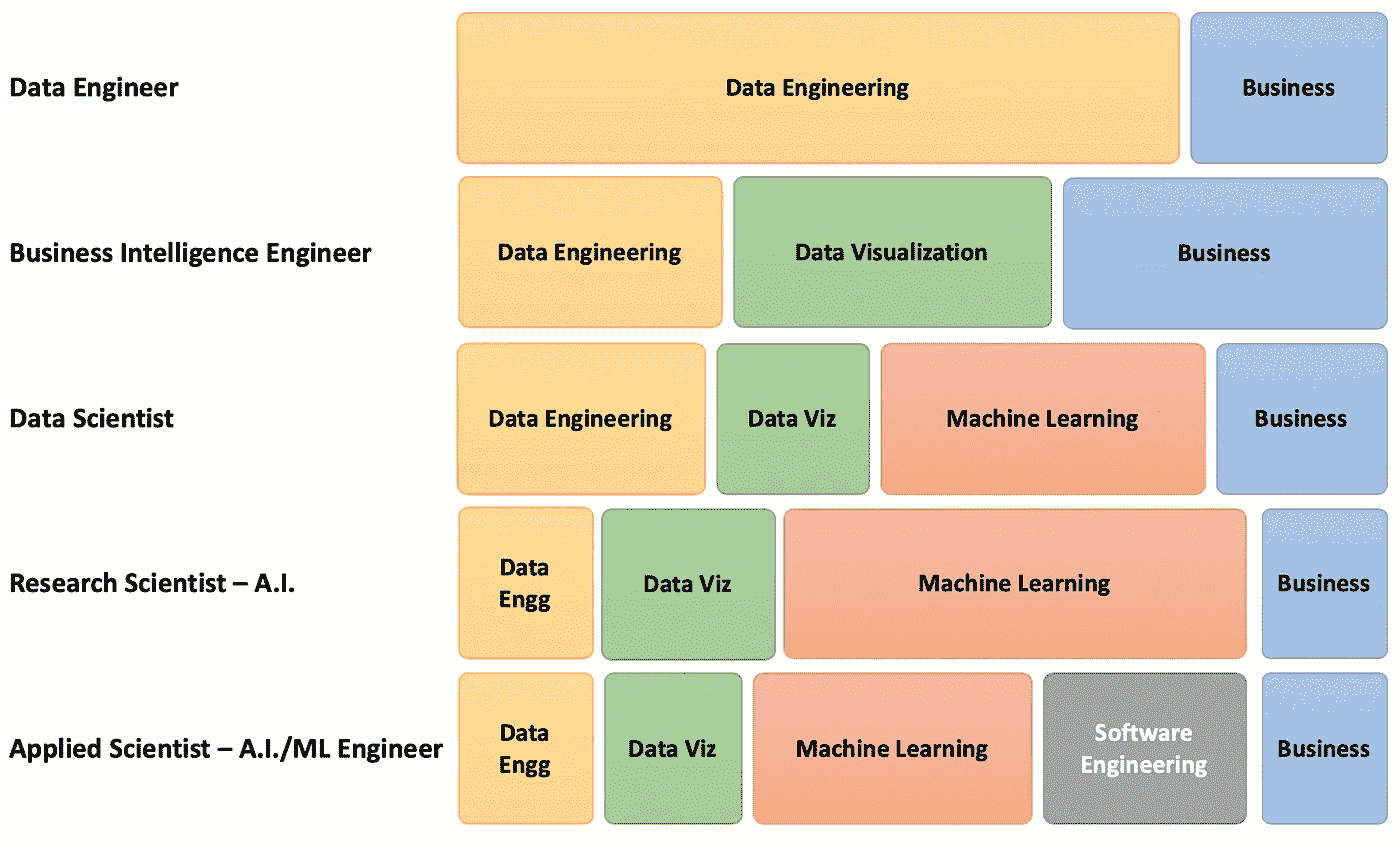 Data Engineer
Data Engineering
Business
Business Intelligence Engineer
Data Engineering
Data Visualization
Business
Data Scientist
Data Engineering
Data Viz
Machine Learning
Business
Research Scientist – A.I.
Data
Engg
Data Viz
Machine Learning
Business
Applied Scientist – A.I./ML Engineer
Data
Engg
Data Viz
Machine Learning
Software
Engineering
Business